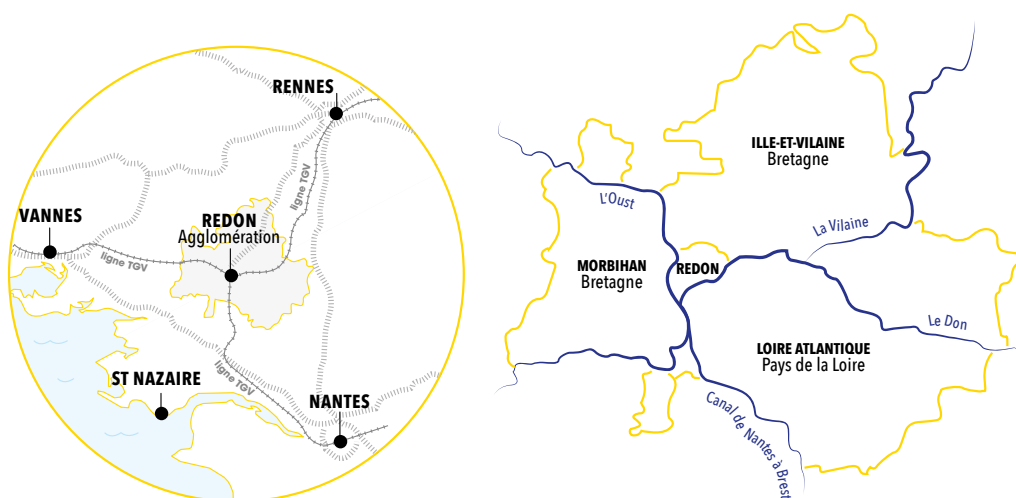 RENNES
ligne TGV
VANNES
REDON
Agglomération
ligne TGV
ligne TGV
ST NAZAIRE
NANTES
ILLE-ET-VILAINE
Bretagne
L'Oust
La Vilaine
MORBIHAN
Bretagne
REDON
Le Don
LOIRE ATLANTIQUE
Pays de la Loire
Canal de Nantes à Brest